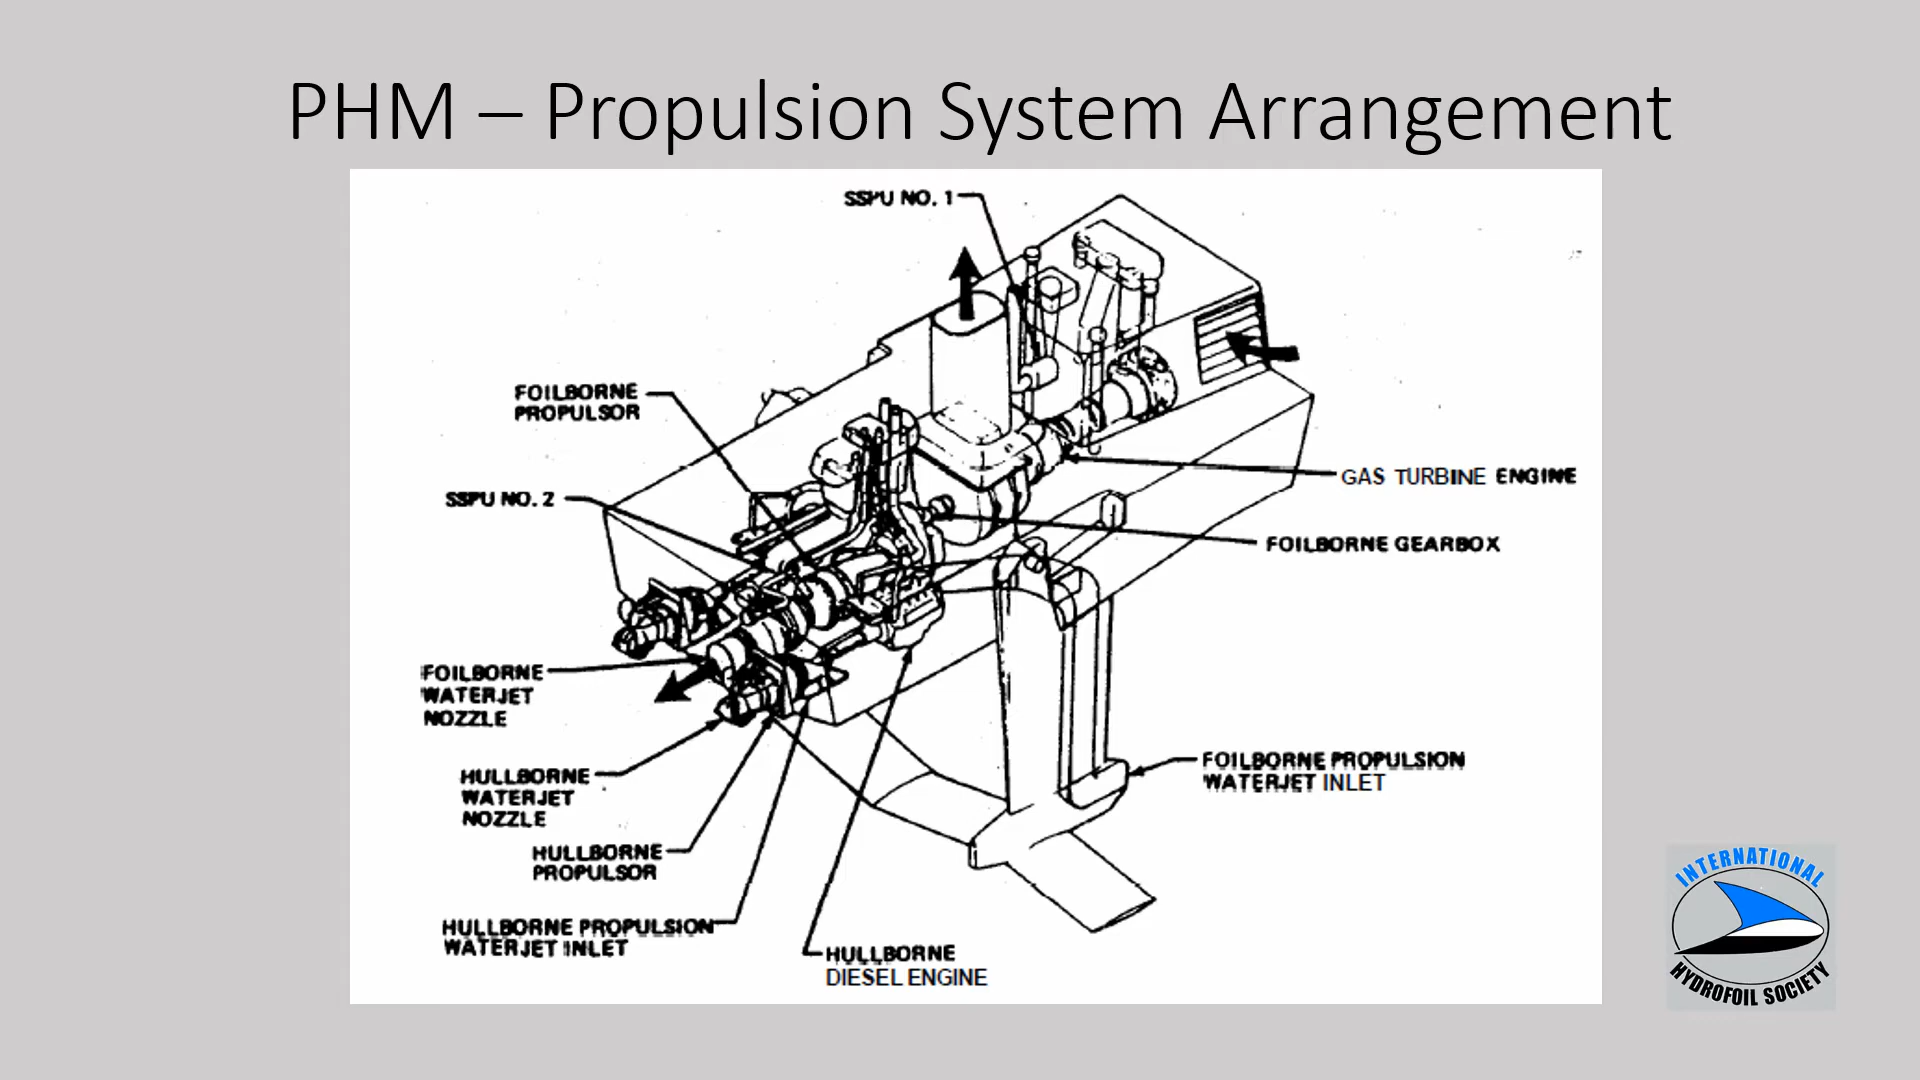 PHM – Propulsion System Arrangement
SSPU NO. 1
FOILBORNE
PROPULSOR
SSPU NO. 2
GAS TURBINE ENGINE
FOILBORNE GEARBOX
FOILBORNE
WATERJET
NOZZLE
HULLBORNE
WATERJET
NOZZLE
FOILBORNE PROPULSION
WATERJET INLET
HULLBORNE
PROPULSOR
HULLBORNE PROPULSION
WATERJET INLET
HULLBORNE
DIESEL ENGINE
INTERNATIONAL
HYDROFOIL SOCIETY